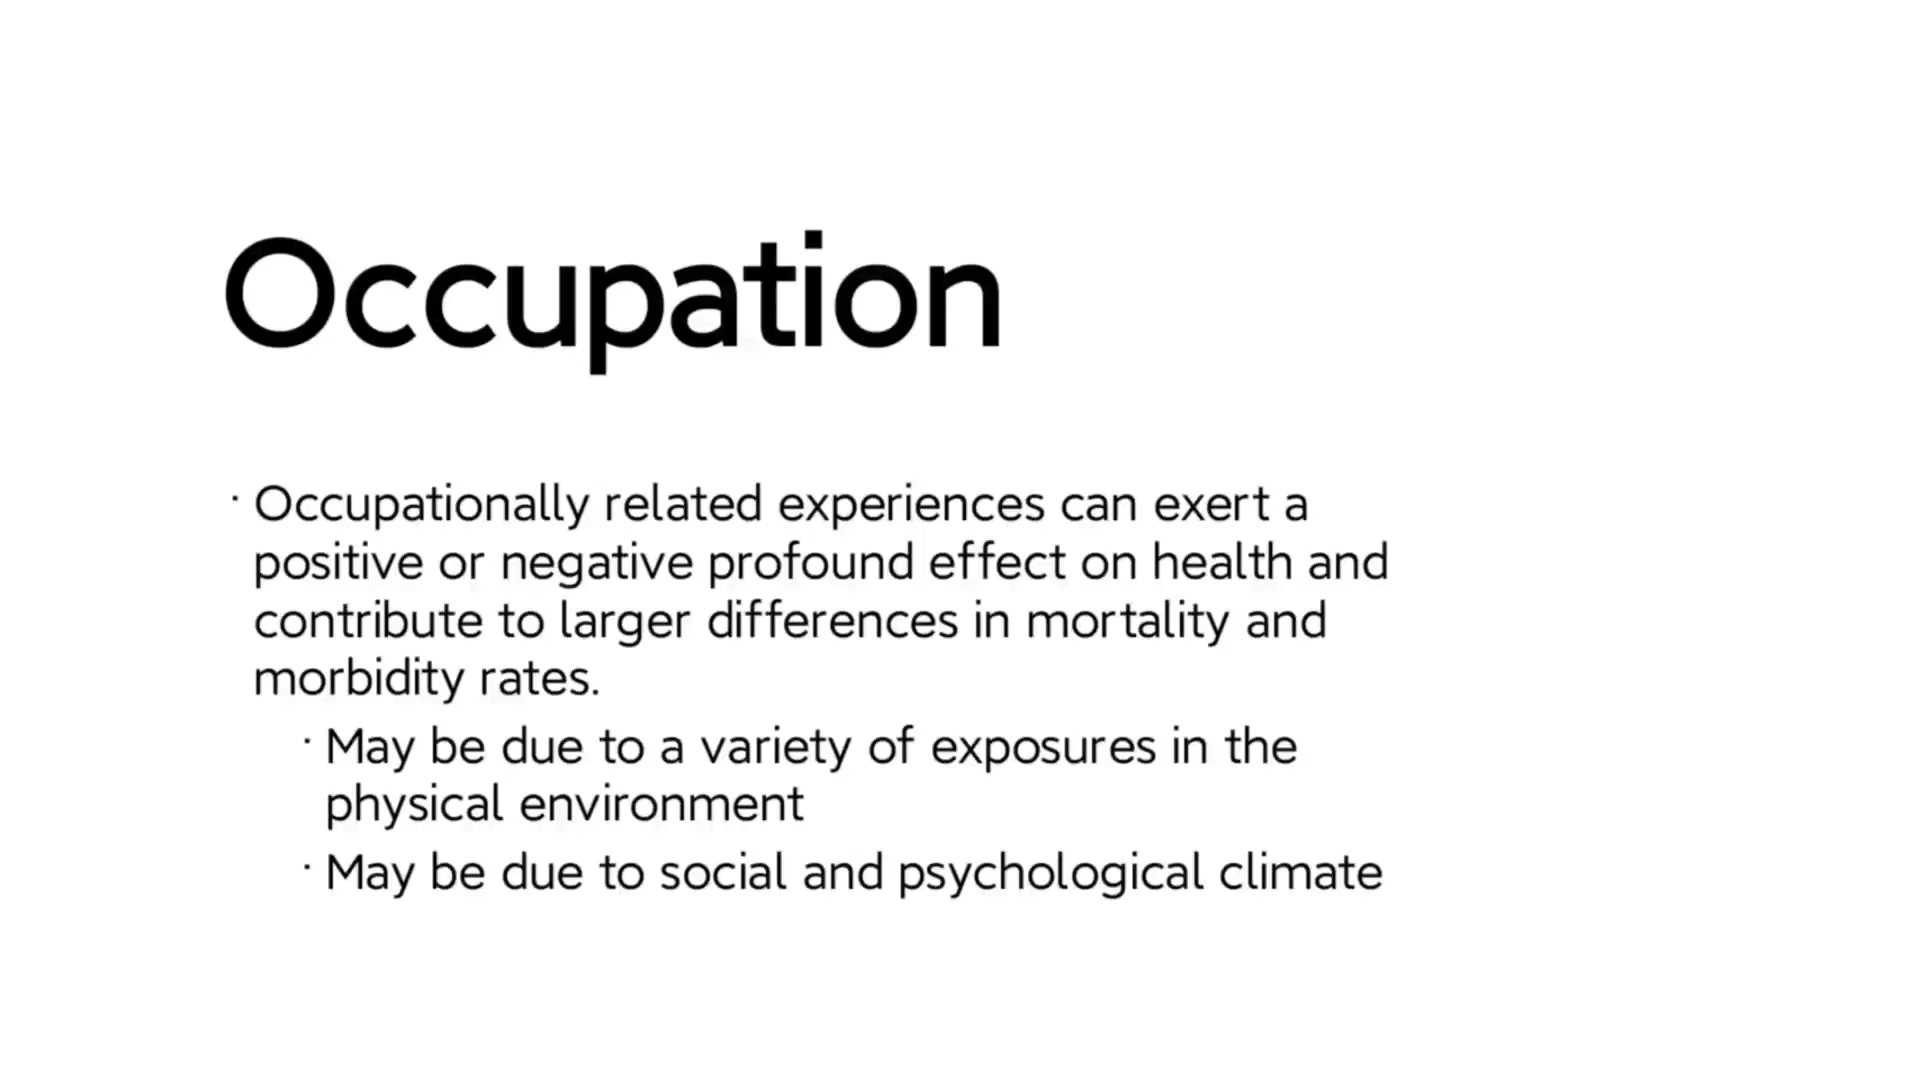 Occupation
· Occupationally related experiences can exert a
positive or negative profound effect on health and
contribute to larger differences in mortality and
morbidity rates.
· May be due to a variety of exposures in the
physical environment
· May be due to social and psychological climate